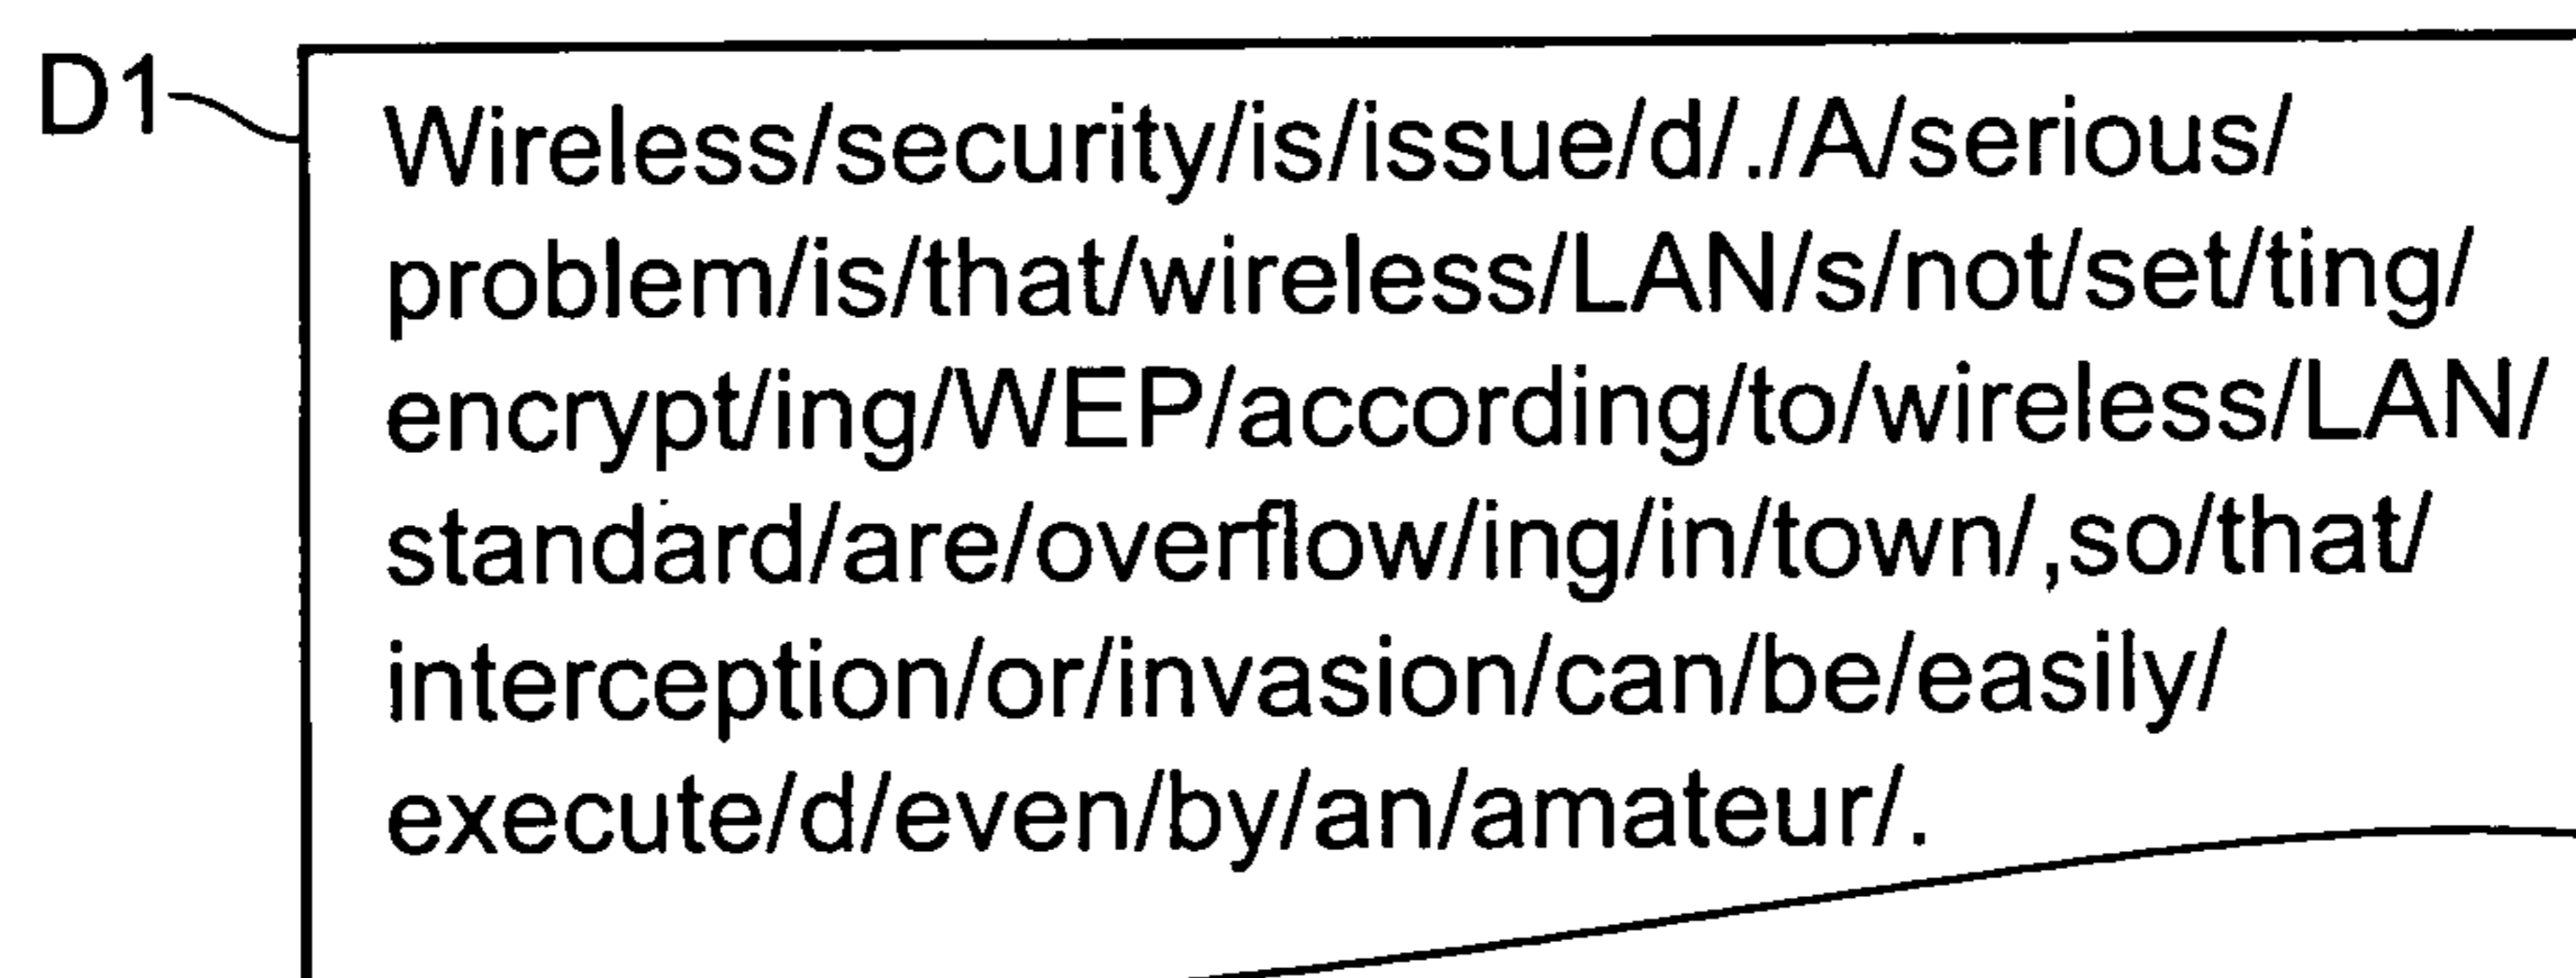 D1
Wireless/security/is/issue/d/./A/serious/
problem/is/that/wireless/LAN/s/not/set/ting/
encrypt/ing/WEP/according/to/wireless/LAN/
standard/are/overflow/ing/in/town/,so/that/
interception/or/invasion/can/be/easily/
execute/d/even/by/an/amateur/.